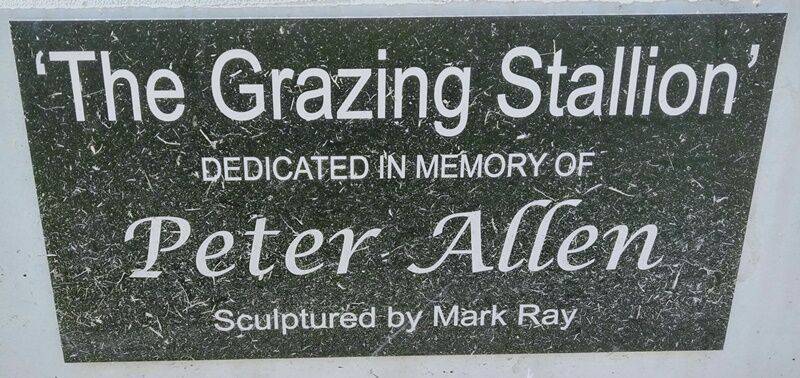 ‘The Grazing Stallion’
DEDICATED IN MEMORY OF
Peter Allen
Sculptured by Mark Ray